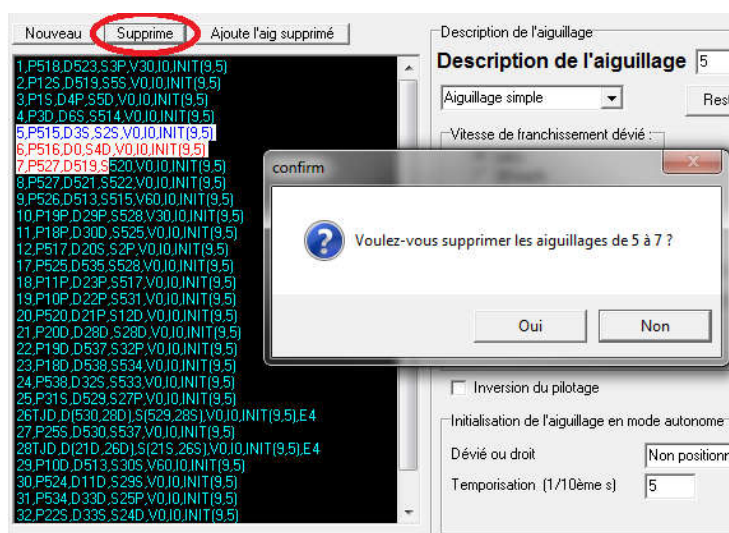 Nouveau Supprime Ajoute l'aig supprimé
1,P518,D523,S3P,V30,I0,INIT(9,5)
2,P12S,D519,S5S,V0,I0,INIT(9,5)
3,P1S,D4P,S5D,V0,I0,INIT(9,5)
4,P3D,D6S,S514,V0,I0,INIT(9,5)
5,P515,D3S,S2S,V0,I0,INIT(9,5)
6,P516,D0,S4D,V0,I0,INIT(9,5)
7,P527,D519,S520,V0,I0,INIT(9,5)
8,P527,D521,S522,V0,I0,INIT(9,5)
9,P526,D513,S515,V60,I0,INIT(9,5)
10,P19P,D29P,S528,V30,I0,INIT(9,5)
11,P18P,D30D,S525,V0,I0,INIT(9,5)
12,P517,D20S,S2P,V0,I0,INIT(9,5)
17,P525,D535,S528,V0,I0,INIT(9,5)
18,P11P,D23P,S517,V0,I0,INIT(9,5)
19,P10P,D22P,S531,V0,I0,INIT(9,5)
20,P520,D21P,S12D,V0,I0,INIT(9,5)
21,P20D,D28D,S28D,V0,I0,INIT(9,5)
22,P19D,D537,S32P,V0,I0,INIT(9,5)
23,P18D,D538,S534,V0,I0,INIT(9,5)
24,P538,D32S,S533,V0,I0,INIT(9,5)
25,P31S,D529,S27P,V0,I0,INIT(9,5)
26TJD,D(530,28D),S(529,28S),V0,I0,INIT(9,5),E4
27,P25S,D530,S537,V0,I0,INIT(9,5)
28TJD,D(21D,26D),S(21S,26S),V0,I0,INIT(9,5),E4
29,P10D,D513,S30S,V60,I0,INIT(9,5)
30,P524,D11D,S29S,V0,I0,INIT(9,5)
31,P534,D33D,S25P,V0,I0,INIT(9,5)
32,P22S,D33S,S24D,V0,I0,INIT(9,5)
Description de l'aiguillage
Description de l'aiguillage 5
Aiguillage simple Rest
Vitesse de franchissement dévié :
confirm
Voulez-vous supprimer les aiguillages de 5 à 7 ?
Oui Non
Inversion du pilotage
Initialisation de l'aiguillage en mode autonome
Dévié ou droit Non positionn
Temporisation (1/10ème s) 5